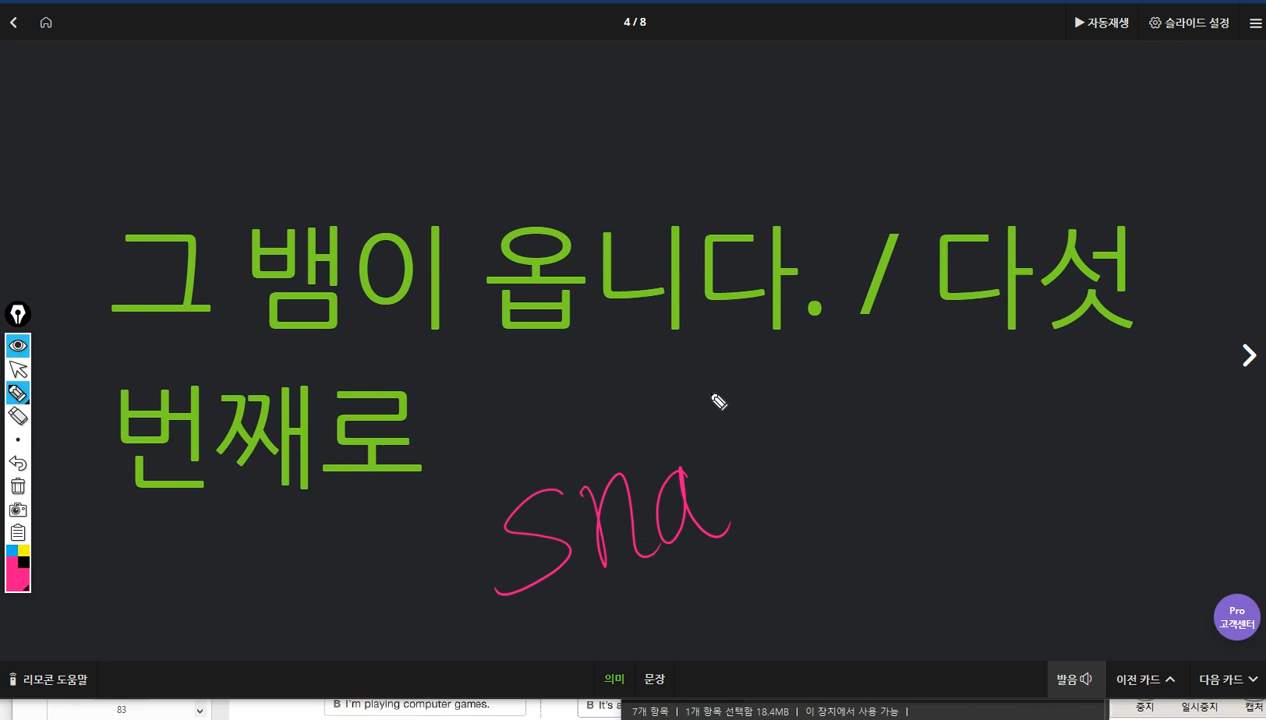 4 / 8
자동재생
슬라이드 설정
그 뱀이 옵니다. / 다섯
번째로
sna
Pro
고객센터
리모콘 도움말
의미
문장
발음
이전 카드
다음 카드
83
B I'm playing computer games.
B It's a
7개 항목 | 1개 항목 선택함 18.4MB | 이 장치에서 사용 가능 |
중지
일시중지
캡처